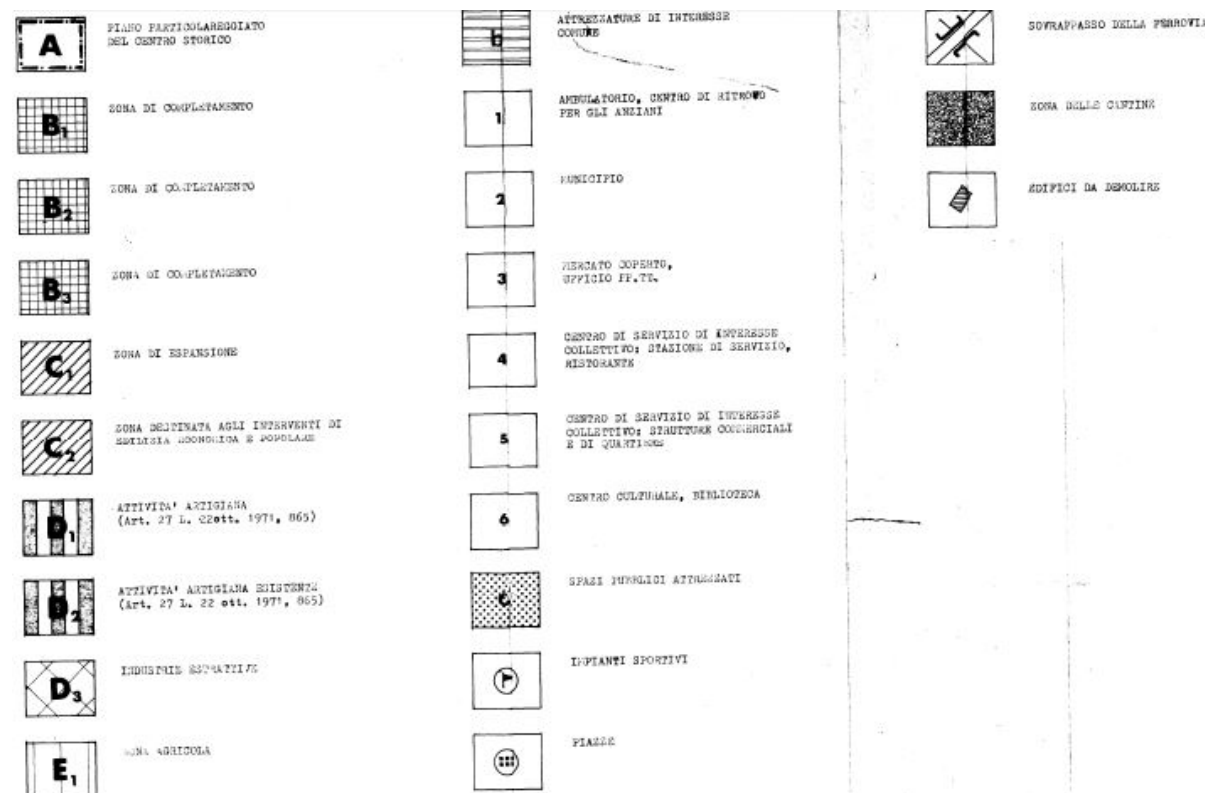 A
PIANO PARTICOLAREGGIATO
DEL CENTRO STORICO
B1
ZONA DI COMPLETAMENTO
B2
ZONA DI COMPLETAMENTO
B3
ZONA DI COMPLETAMENTO
C1
ZONA DI ESPANSIONE
C2
ZONA DESTINATA AGLI INTERVENTI DI
EDILIZIA ECONOMICA E POPOLARE
D1
ATTIVITA' ARTIGIANA
(Art. 27 L. 22ott. 1971, 865)
D2
ATTIVITA' ARTIGIANA ESISTENTE
(Art. 27 L. 22 ott. 1971, 865)
D3
INDUSTRIE ESTRATTIVE
E1
ZONA AGRICOLA
b
ATTREZZATURE DI INTERESSE
COMUNE
1
AMBULATORIO, CENTRO DI RITROVO
PER GLI ANZIANI
2
MUNICIPIO
3
MERCATO COPERTO,
UFFICIO PP.TT.
4
CENTRO DI SERVIZIO DI INTERESSE
COLLETTIVO: STAZIONE DI SERVIZIO,
RISTORANTE
5
CENTRO DI SERVIZIO DI INTERESSE
COLLETTIVO: STRUTTURE COMMERCIALI
E DI QUARTIERE
6
CENTRO CULTURALE, BIBLIOTECA
c
SPAZI PUBBLICI ATTREZZATI
IMPIANTI SPORTIVI
PIAZZE
SOVRAPPASSO DELLA FERROVIA
ZONA DELLE CANTINE
EDIFICI DA DEMOLIRE